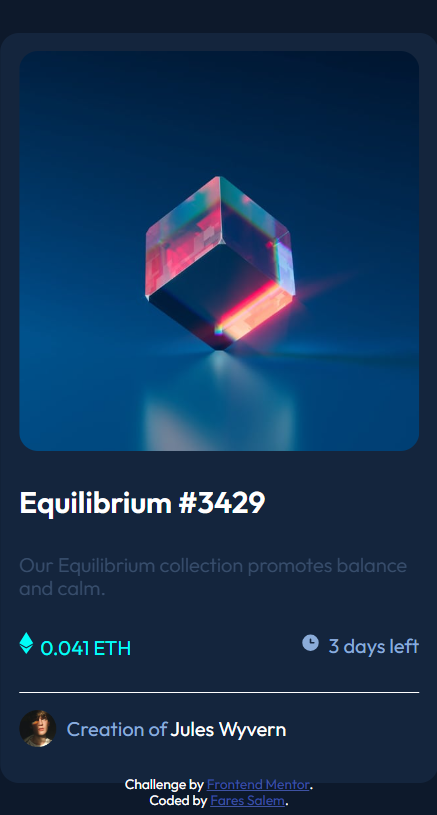 Equilibrium #3429
Our Equilibrium collection promotes balance
and calm.
0.041 ETH
3 days left
Creation of Jules Wyvern
Challenge by Frontend Mentor.
Coded by Fares Salem.